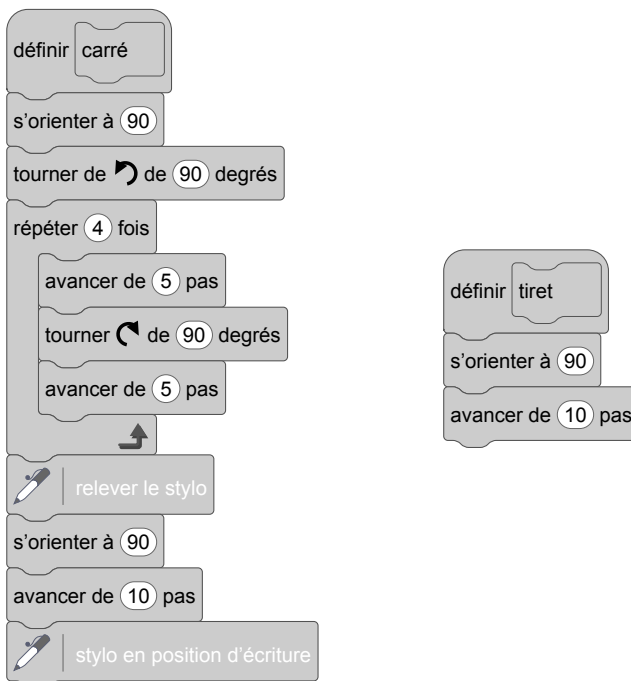 définir carré
s'orienter à 90
tourner de de 90 degrés
répéter 4 fois
avancer de 5 pas
tourner de 90 degrés
avancer de 5 pas
relever le stylo
s'orienter à 90
avancer de 10 pas
stylo en position d'écriture
définir tiret
s'orienter à 90
avancer de 10 pas